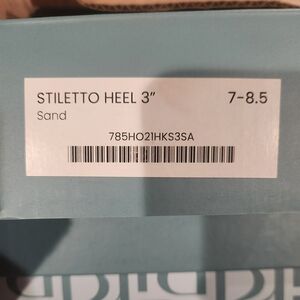 STILETTO HEEL 3” 7-8.5
Sand
785HO21HKS3SA